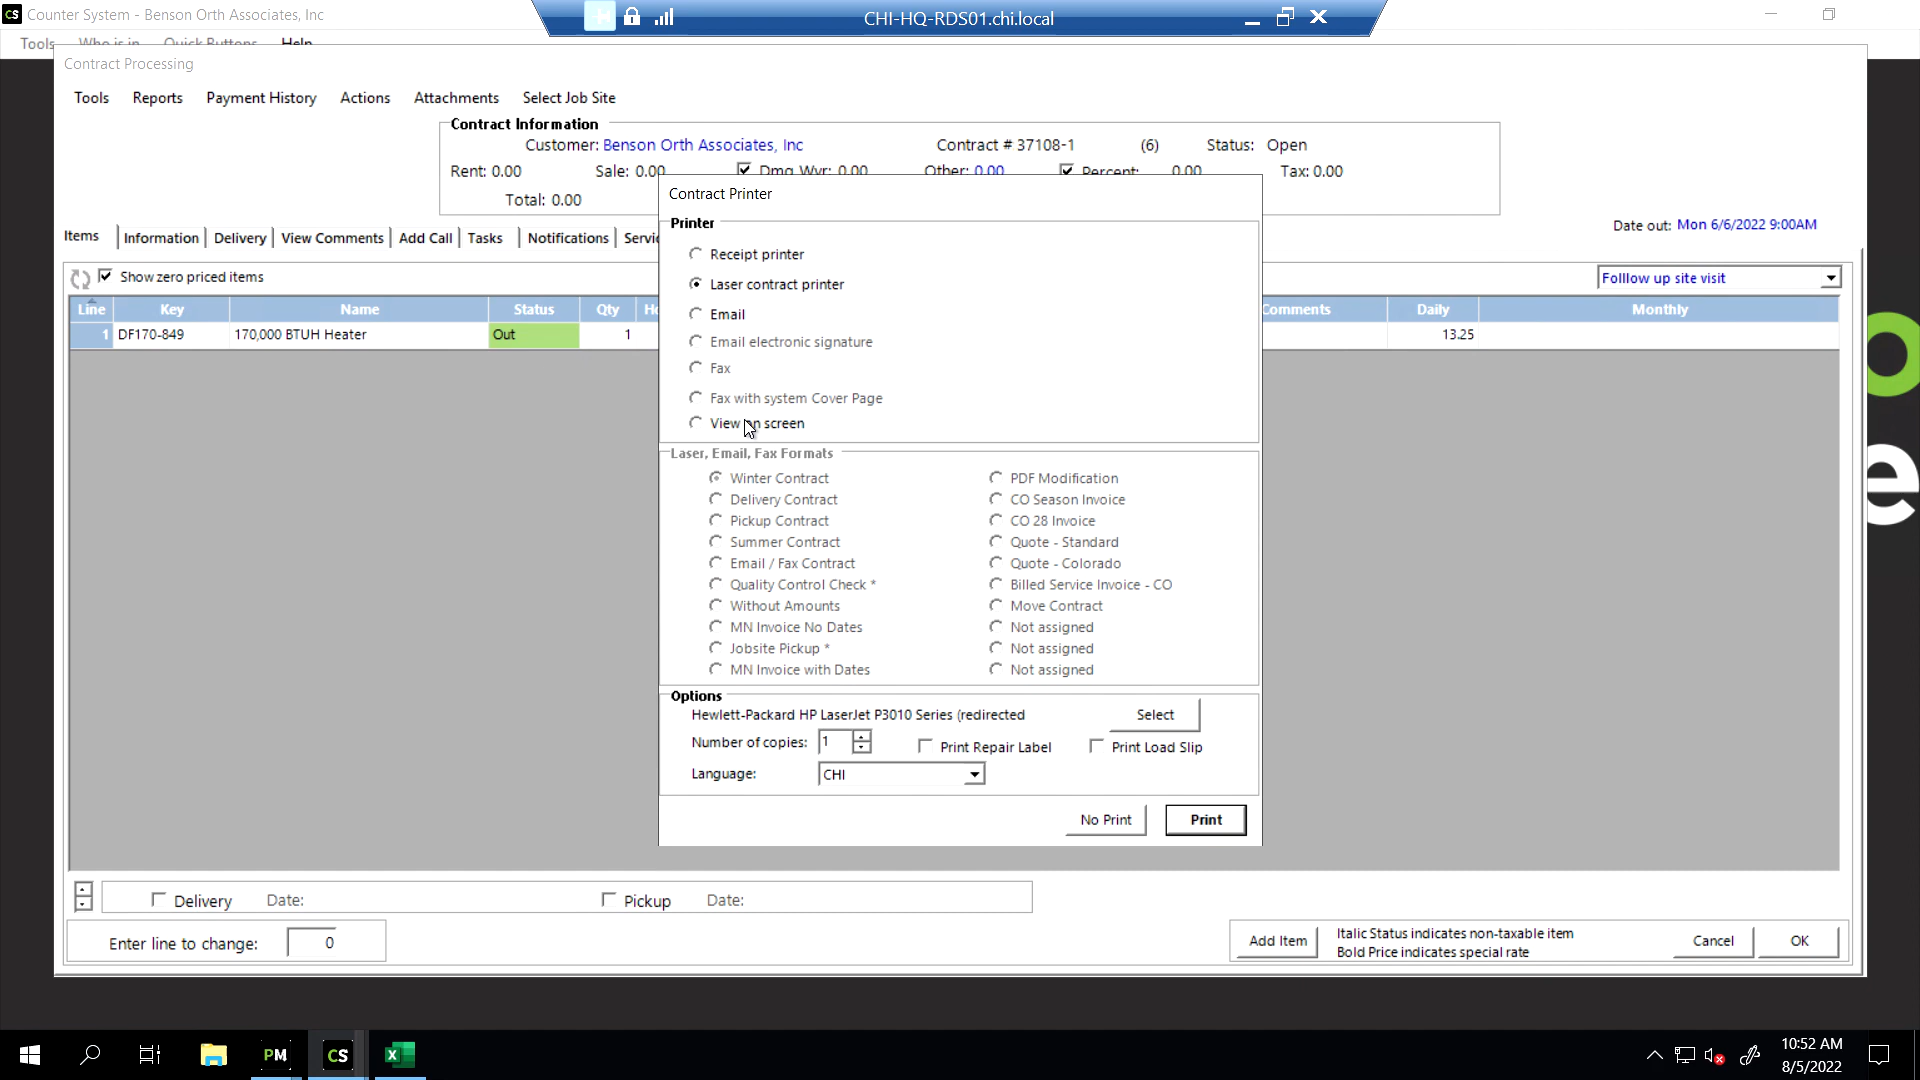 CS Counter System - Benson Orth Associates, Inc
CHI-HQ-RDS01.chi.local
Tools Who is in Quick Buttons Help
Contract Processing
Tools Reports Payment History Actions Attachments Select Job Site
Contract Information
Customer: Benson Orth Associates, Inc Contract # 37108-1 (6) Status: Open
Rent: 0.00 Sale: 0.00 Dmg Wvr: 0.00 Other: 0.00 Percent: 0.00 Tax: 0.00
Total: 0.00
Date out: Mon 6/6/2022 9:00AM
Items Information Delivery View Comments Add Call Tasks Notifications Servic
Show zero priced items
Folllow up site visit
Line Key Name Status Qty Ho Comments Daily Monthly
1 DF170-849 170,000 BTUH Heater Out 1 13.25
Contract Printer
Printer
Receipt printer
Laser contract printer
Email
Email electronic signature
Fax
Fax with system Cover Page
View on screen
Laser, Email, Fax Formats
Winter Contract PDF Modification
Delivery Contract CO Season Invoice
Pickup Contract CO 28 Invoice
Summer Contract Quote - Standard
Email / Fax Contract Quote - Colorado
Quality Control Check * Billed Service Invoice - CO
Without Amounts Move Contract
MN Invoice No Dates Not assigned
Jobsite Pickup * Not assigned
MN Invoice with Dates Not assigned
Options
Hewlett-Packard HP LaserJet P3010 Series (redirected Select
Number of copies: 1 Print Repair Label Print Load Slip
Language: CHI
No Print Print
Delivery Date: Pickup Date:
Enter line to change: 0
Add Item
Italic Status indicates non-taxable item
Bold Price indicates special rate
Cancel OK
PM CS X
10:52 AM
8/5/2022